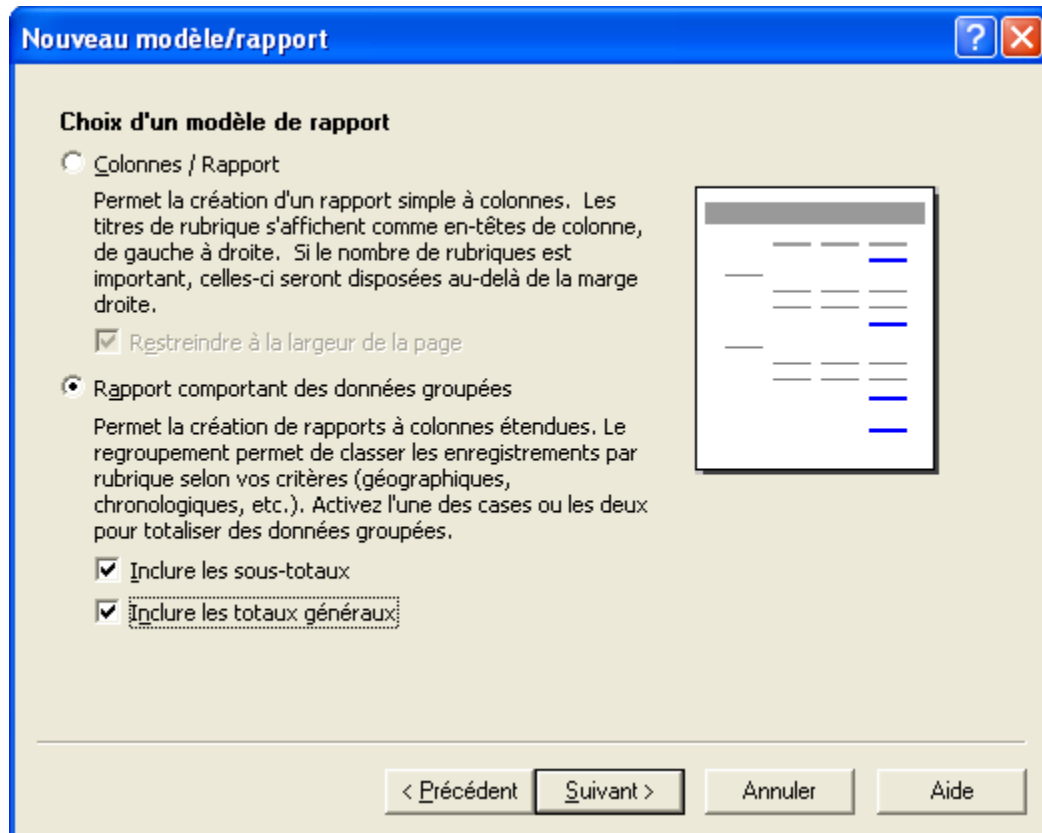 Nouveau modèle/rapport
Choix d'un modèle de rapport
Colonnes / Rapport
Permet la création d'un rapport simple à colonnes. Les
titres de rubrique s'affichent comme en-têtes de colonne,
de gauche à droite. Si le nombre de rubriques est
important, celles-ci seront disposées au-delà de la marge
droite.
Restreindre à la largeur de la page
Rapport comportant des données groupées
Permet la création de rapports à colonnes étendues. Le
regroupement permet de classer les enregistrements par
rubrique selon vos critères (géographiques,
chronologiques, etc.). Activez l'une des cases ou les deux
pour totaliser des données groupées.
Inclure les sous-totaux
Inclure les totaux généraux
< Précédent Suivant > Annuler Aide